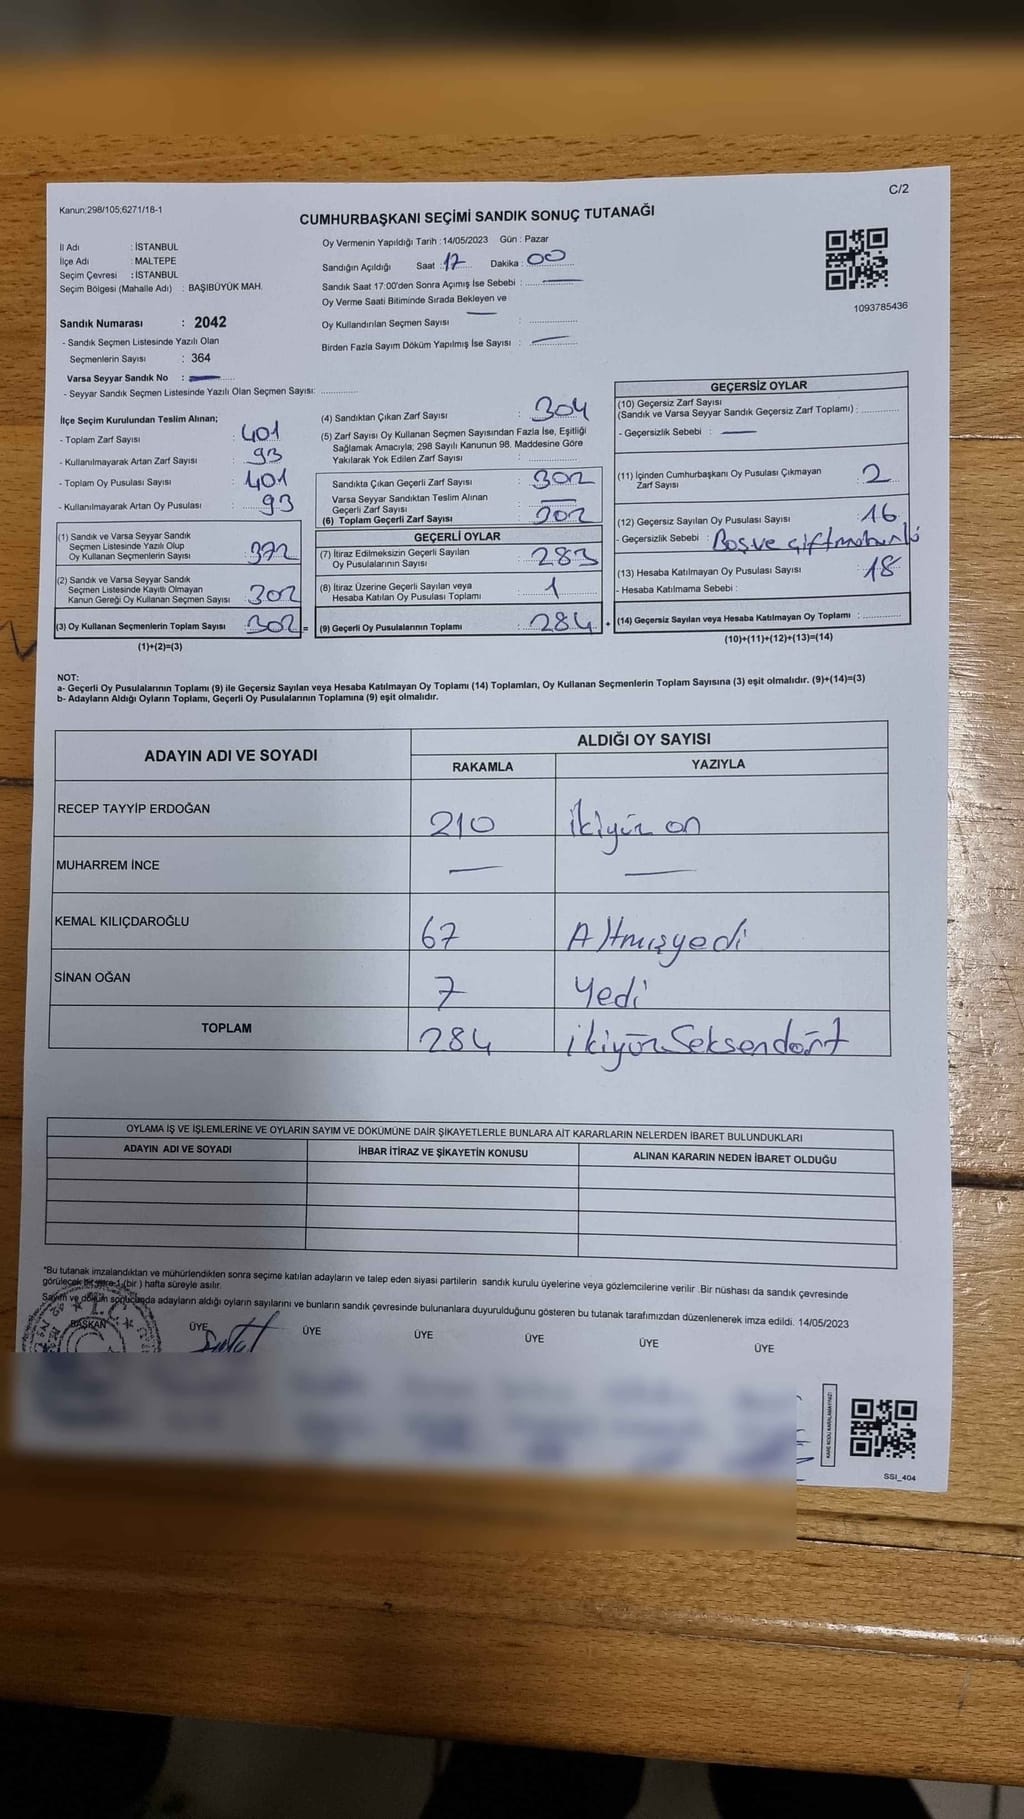 C/2
Kanun:298/105;6271/18-1
CUMHURBAŞKANI SEÇİMİ SANDIK SONUÇ TUTANAĞI
İl Adı : İSTANBUL
İlçe Adı : MALTEPE
Seçim Çevresi : İSTANBUL
Seçim Bölgesi (Mahalle Adı) : BAŞIBÜYÜK MAH.
Sandık Numarası : 2042
- Sandık Seçmen Listesinde Yazılı Olan
Seçmenlerin Sayısı : 364
Varsa Seyyar Sandık No :
- Seyyar Sandık Seçmen Listesinde Yazılı Olan Seçmen Sayısı:
Oy Vermenin Yapıldığı Tarih :14/05/2023 Gün : Pazar
Sandığın Açıldığı Saat : 17 Dakika : 00
Sandık Saat 17:00'den Sonra Açımış İse Sebebi : —
Oy Verme Saati Bitiminde Sırada Bekleyen ve
Oy Kullandırılan Seçmen Sayısı : —
Birden Fazla Sayım Döküm Yapılmış İse Sayısı : —
1093785436
İlçe Seçim Kurulundan Teslim Alınan;
- Toplam Zarf Sayısı : 401
- Kullanılmayarak Artan Zarf Sayısı : 93
- Toplam Oy Pusulası Sayısı : 401
- Kullanılmayarak Artan Oy Pusulası : 93
(1) Sandık ve Varsa Seyyar Sandık
Seçmen Listesinde Yazılı Olup
Oy Kullanan Seçmenlerin Sayısı : 372
(2) Sandık ve Varsa Seyyar Sandık
Seçmen Listesinde Kayıtlı Olmayan
Kanun Gereği Oy Kullanan Seçmen Sayısı : 302
(3) Oy Kullanan Seçmenlerin Toplam Sayısı : 302 =
(1)+(2)=(3)
(4) Sandıktan Çıkan Zarf Sayısı : 304
(5) Zarf Sayısı Oy Kullanan Seçmen Sayısından Fazla İse, Eşitliği
Sağlamak Amacıyla; 298 Sayılı Kanunun 98. Maddesine Göre
Yakılarak Yok Edilen Zarf Sayısı :
Sandıkta Çıkan Geçerli Zarf Sayısı : 302
Varsa Seyyar Sandıktan Teslim Alınan
Geçerli Zarf Sayısı : —
(6) Toplam Geçerli Zarf Sayısı : 302
GEÇERLİ OYLAR
(7) İtiraz Edilmeksizin Geçerli Sayılan
Oy Pusulalarının Sayısı : 283
(8) İtiraz Üzerine Geçerli Sayılan veya
Hesaba Katılan Oy Pusulası Toplamı : 1
(9) Geçerli Oy Pusulalarının Toplamı : 284
GEÇERSİZ OYLAR
(10) Geçersiz Zarf Sayısı
(Sandık ve Varsa Seyyar Sandık Geçersiz Zarf Toplamı) :
- Geçersizlik Sebebi : —
(11) İçinden Cumhurbaşkanı Oy Pusulası Çıkmayan
Zarf Sayısı : 2
(12) Geçersiz Sayılan Oy Pusulası Sayısı : 16
- Geçersizlik Sebebi : Boş ve çift mühürlü
(13) Hesaba Katılmayan Oy Pusulası Sayısı : 18
- Hesaba Katılmama Sebebi :
(14) Geçersiz Sayılan veya Hesaba Katılmayan Oy Toplamı :
(10)+(11)+(12)+(13)=(14)
NOT:
a- Geçerli Oy Pusulalarının Toplamı (9) ile Geçersiz Sayılan veya Hesaba Katılmayan Oy Toplamı (14) Toplamları, Oy Kullanan Seçmenlerin Toplam Sayısına (3) eşit olmalıdır. (9)+(14)=(3)
b- Adayların Aldığı Oyların Toplamı, Geçerli Oy Pusulalarının Toplamına (9) eşit olmalıdır.
ADAYIN ADI VE SOYADI ALDIĞI OY SAYISI
RAKAMLA YAZIYLA
RECEP TAYYİP ERDOĞAN 210 ikiyüz on
MUHARREM İNCE — —
KEMAL KILIÇDAROĞLU 67 Altmışyedi
SİNAN OĞAN 7 Yedi
TOPLAM 284 ikiyüzSeksendört
OYLAMA İŞ VE İŞLEMLERİNE VE OYLARIN SAYIM VE DÖKÜMÜNE DAİR ŞİKAYETLERLE BUNLARA AİT KARARLARIN NELERDEN İBARET BULUNDUKLARI
ADAYIN ADI VE SOYADI İHBAR İTİRAZ VE ŞİKAYETİN KONUSU ALINAN KARARIN NEDEN İBARET OLDUĞU
*Bu tutanak imzalandıktan ve mühürlendikten sonra seçime katılan adayların ve talep eden siyasi partilerin sandık kurulu üyelerine veya gözlemcilerine verilir. Bir nüshası da sandık çevresinde
görülecek bir yere 1 (bir ) hafta süreyle asılır.
Sayım ve döküm sonucunda adayların aldığı oyların sayılarını ve bunların sandık çevresinde bulunanlara duyurulduğunu gösteren bu tutanak tarafımızdan düzenlenerek imza edildi. 14/05/2023
BAŞKAN ÜYE ÜYE ÜYE ÜYE ÜYE ÜYE
KARE KODU KARALAMAYINIZ!
SSI_404